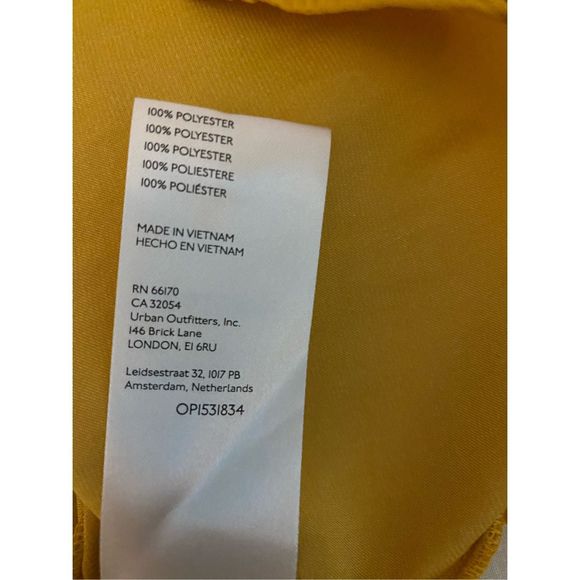 100% POLYESTER
100% POLYESTER
100% POLYESTER
100% POLIESTERE
100% POLIÉSTER
MADE IN VIETNAM
HECHO EN VIETNAM
RN 66170
CA 32054
Urban Outfitters, Inc.
146 Brick Lane
LONDON, E1 6RU
Leidsestraat 32, 1017 PB
Amsterdam, Netherlands
OP1531834